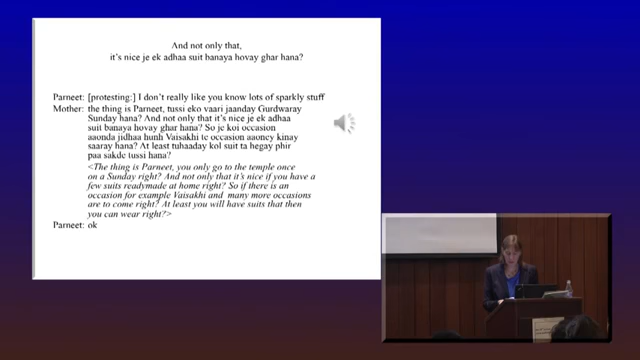 And not only that,
it's nice je ek adhaa suit banaya hovay ghar hana?
Parneet: [protesting:] I don't really like you know lots of sparkly stuff
Mother: the thing is Parneet, tussi eko vaari jaanday Gurdwaray
Sunday hana? And not only that it's nice je ek adhaa
suit banaya hovay ghar hana? So je koi occasion
aaonda jidhaa hunh Vaisakhi te occasion aaoney kinay
saaray hana? At least tuhaaday kol suit ta hegay phir
paa sakde tussi hana?
<The thing is Parneet, you only go to the temple once
on a Sunday right? And not only that it's nice if you have a
few suits readymade at home right? So if there is an
occasion for example Vaisakhi and many more occasions
are to come right? At least you will have suits that then
you can wear right?>
Parneet: ok